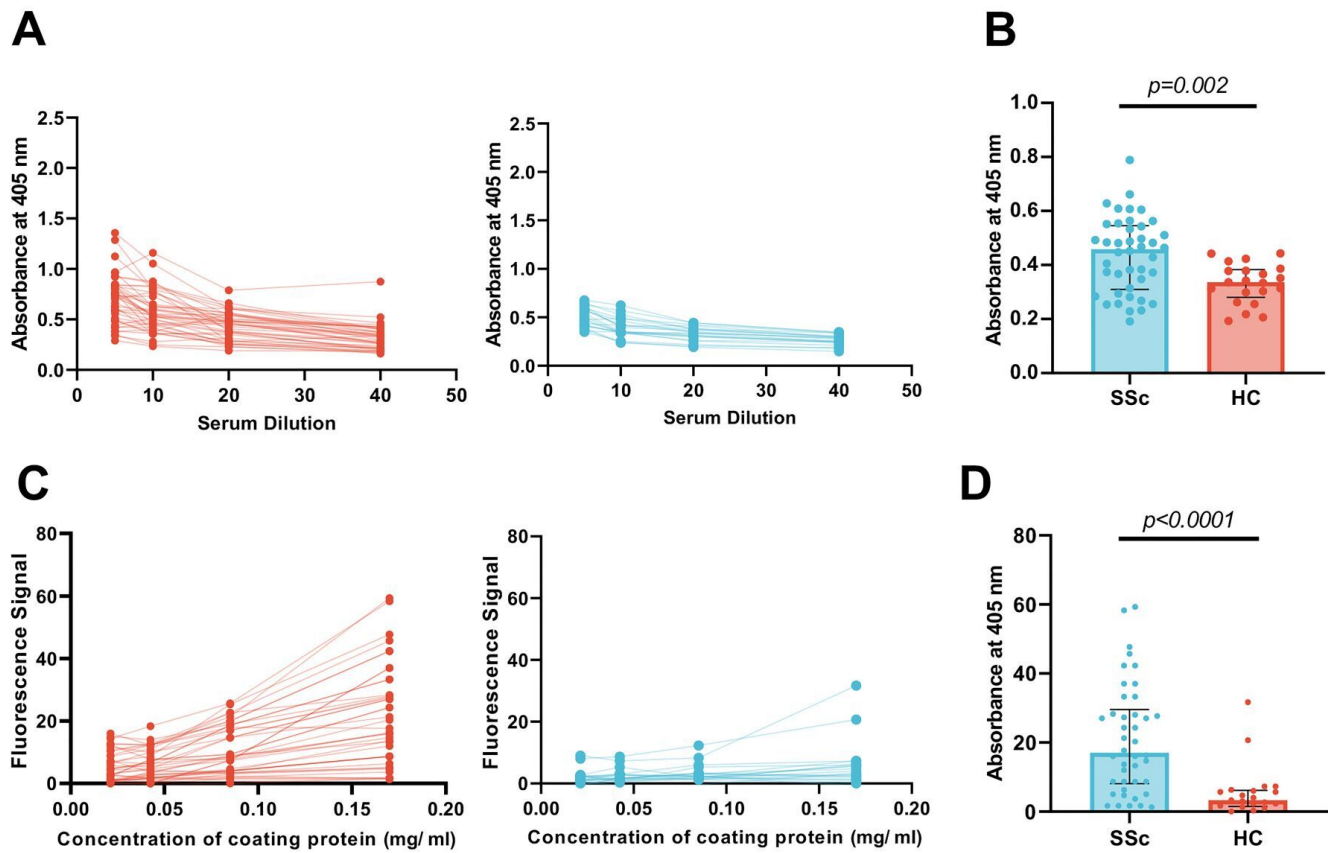 A
Absorbance at 405 nm
2.5
2.0
1.5
1.0
0.5
0.0
0 10 20 30 40 50
Serum Dilution
Absorbance at 405 nm
2.5
2.0
1.5
1.0
0.5
0.0
0 10 20 30 40 50
Serum Dilution
B
p=0.002
Absorbance at 405 nm
1.0
0.8
0.6
0.4
0.2
0.0
SSc HC
C
Fluorescence Signal
80
60
40
20
0
0.00 0.05 0.10 0.15 0.20
Concentration of coating protein (mg/ ml)
Fluorescence Signal
80
60
40
20
0
0.00 0.05 0.10 0.15 0.20
Concentration of coating protein (mg/ ml)
D
p<0.0001
Absorbance at 405 nm
80
60
40
20
0
SSc HC